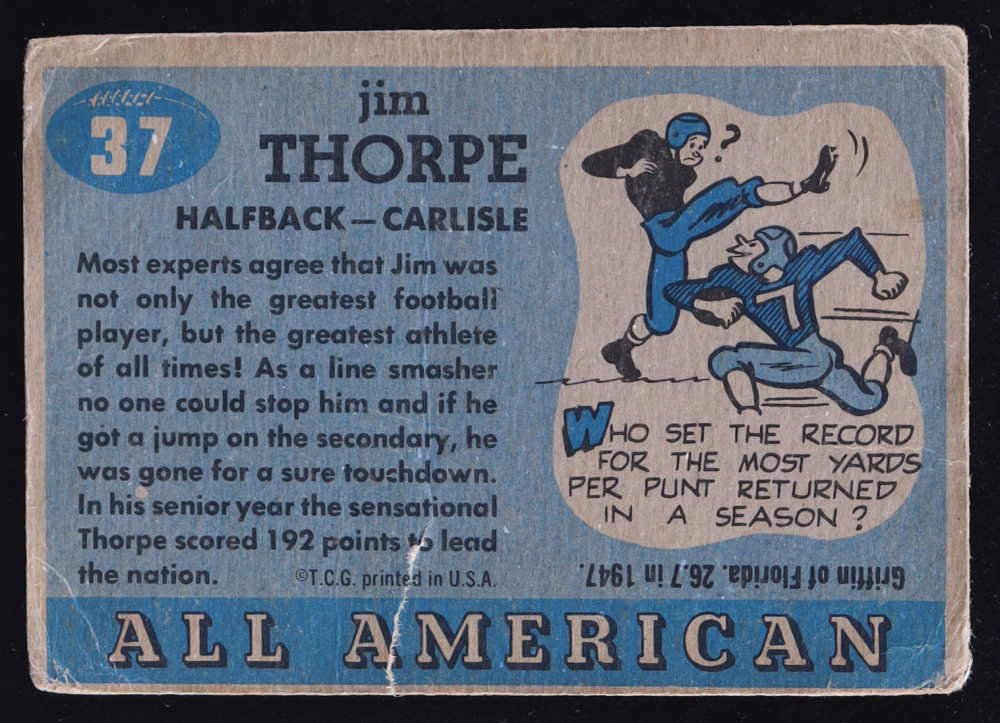 37
jim
THORPE
HALFBACK — CARLISLE
Most experts agree that Jim was
not only the greatest football
player, but the greatest athlete
of all times! As a line smasher
no one could stop him and if he
got a jump on the secondary, he
was gone for a sure touchdown.
In his senior year the sensational
Thorpe scored 192 points to lead
the nation.
©T.C.G. printed in U.S.A.
?
7
WHO SET THE RECORD
FOR THE MOST YARDS
PER PUNT RETURNED
IN A SEASON?
Griffin of Florida. 26.7 in 1947.
ALL AMERICAN